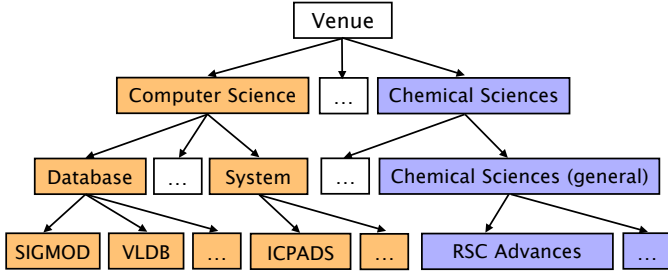 Venue
Computer Science
...
Chemical Sciences
Database
...
System
...
Chemical Sciences (general)
SIGMOD
VLDB
...
ICPADS
...
RSC Advances
...